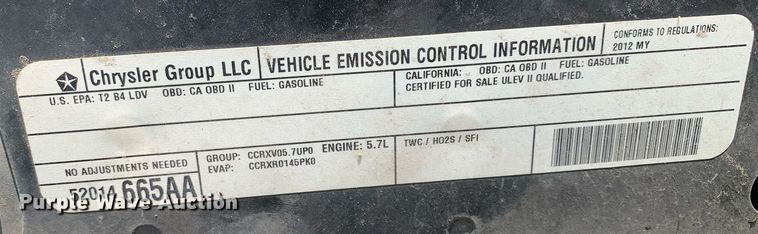 Chrysler Group LLC
VEHICLE EMISSION CONTROL INFORMATION
CONFORMS TO REGULATIONS:
2012 MY
U.S. EPA: T2 B4 LDV OBD: CA OBD II FUEL: GASOLINE
CALIFORNIA: OBD: CA OBD II FUEL: GASOLINE
CERTIFIED FOR SALE ULEV II QUALIFIED.
NO ADJUSTMENTS NEEDED
52014 665AA
GROUP: CCRXV05.7UP0 ENGINE: 5.7L
EVAP: CCRXR0145PK0
TWC / HO2S / SFI
Purple Wave Auction